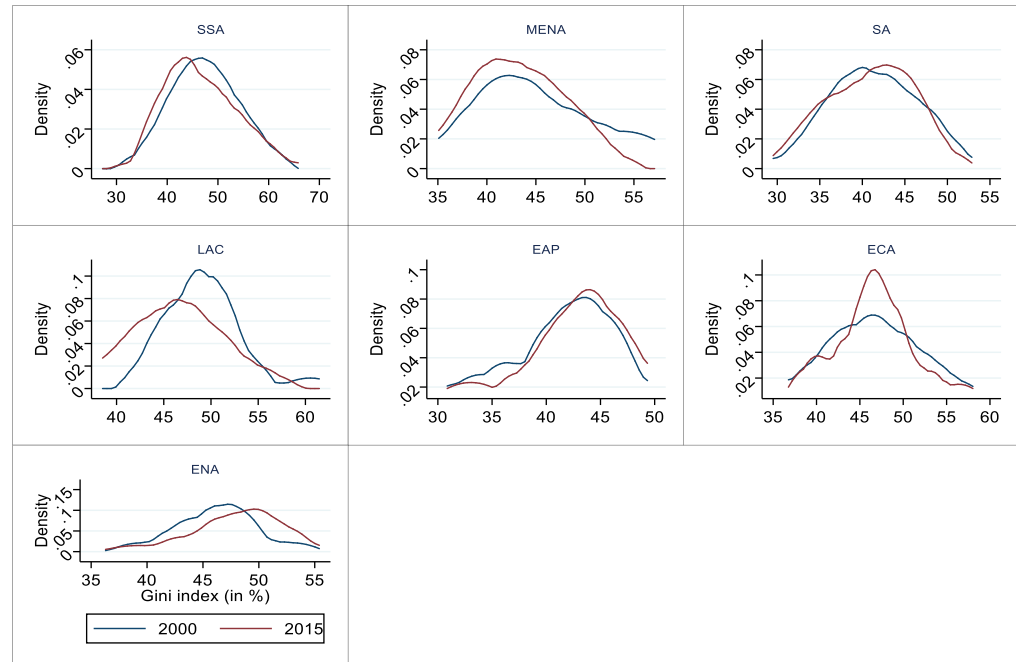 SSA
MENA
SA
Density
0 .02 .04 .06
30 40 50 60 70
Density
0 .02 .04 .06 .08
35 40 45 50 55
Density
0 .02 .04 .06 .08
30 35 40 45 50 55
LAC
EAP
ECA
Density
0 .02 .04 .06 .08 .1
40 45 50 55 60
Density
.02 .04 .06 .08 .1
30 35 40 45 50
Density
.02 .04 .06 .08 .1
35 40 45 50 55 60
ENA
Density
0 .05 .1 .15
35 40 45 50 55
Gini index (in %)
2000 2015